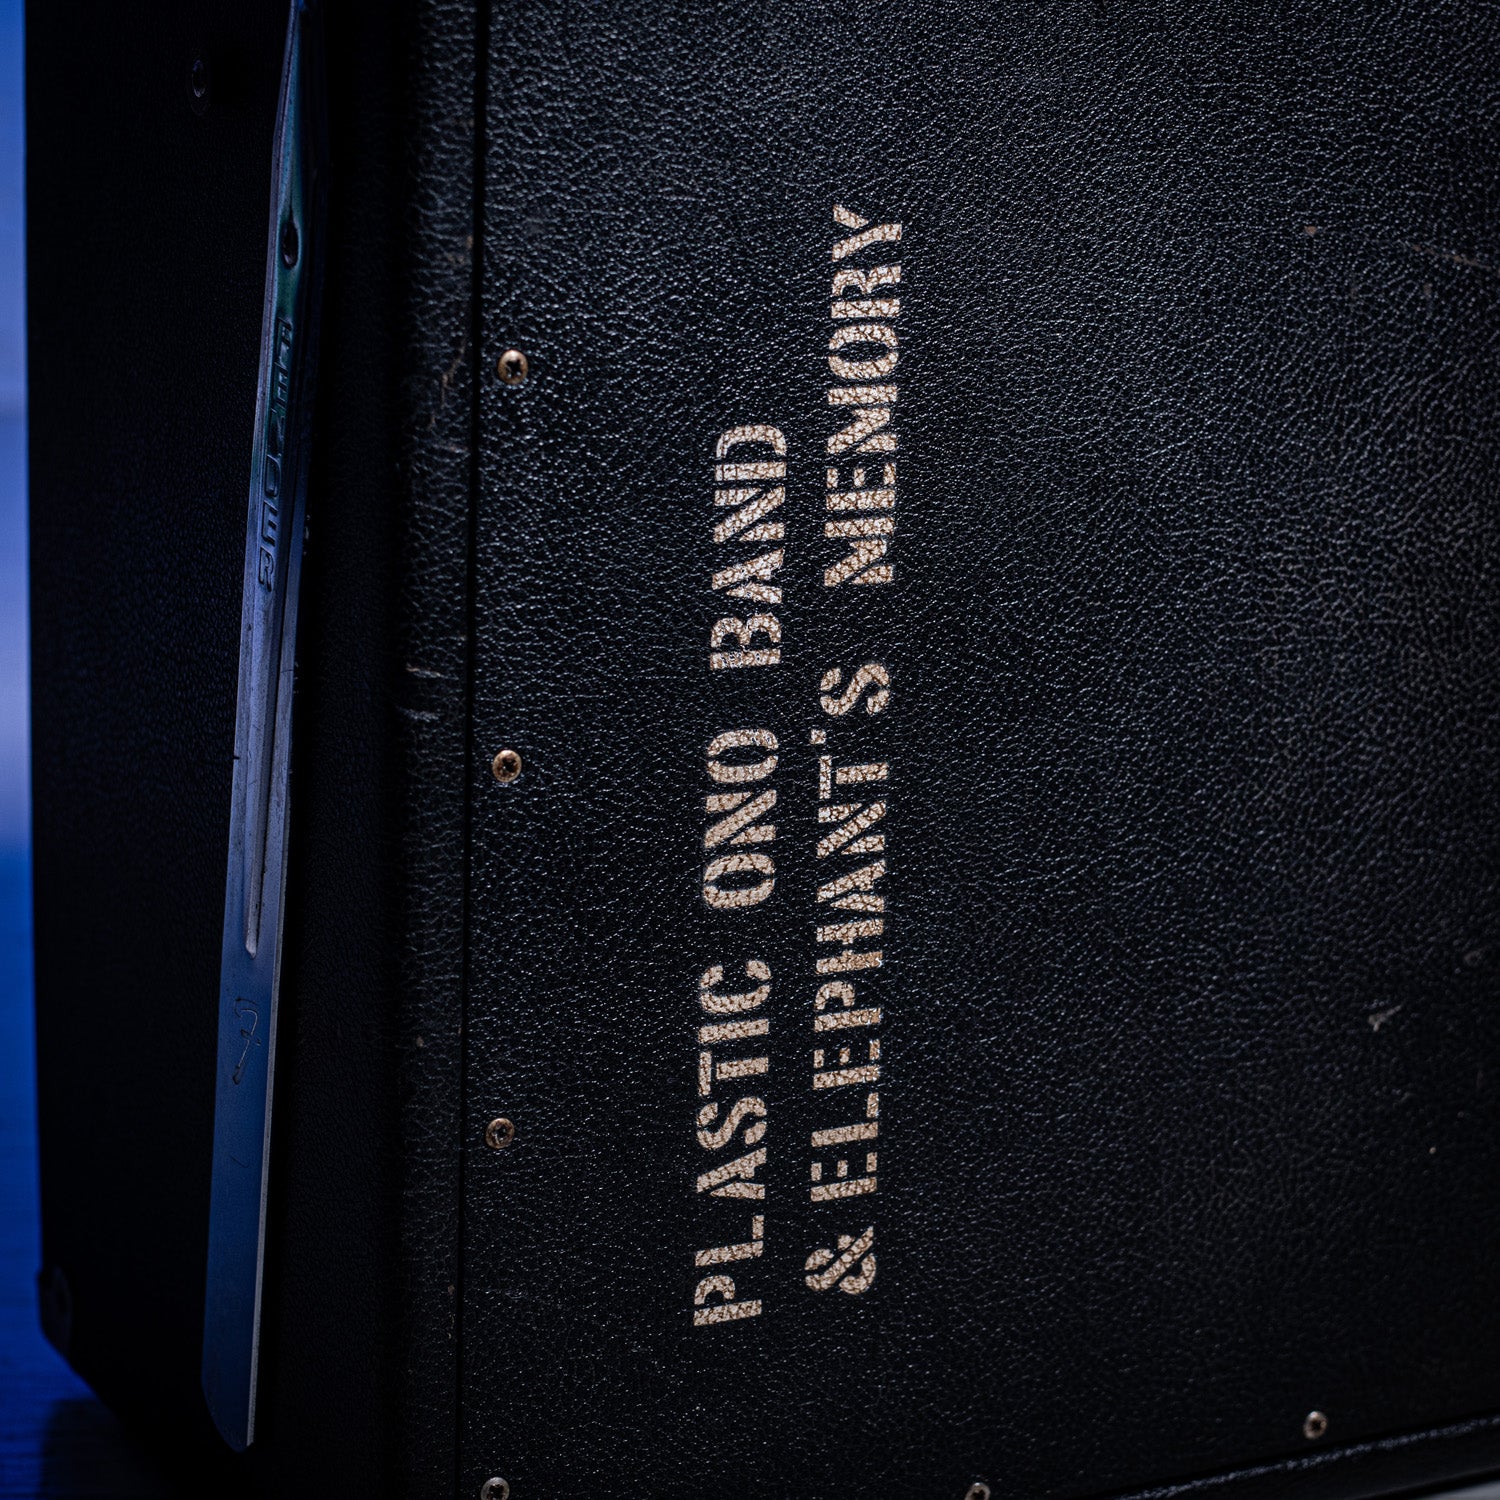 PLASTIC ONO BAND
& ELEPHANT'S MEMORY